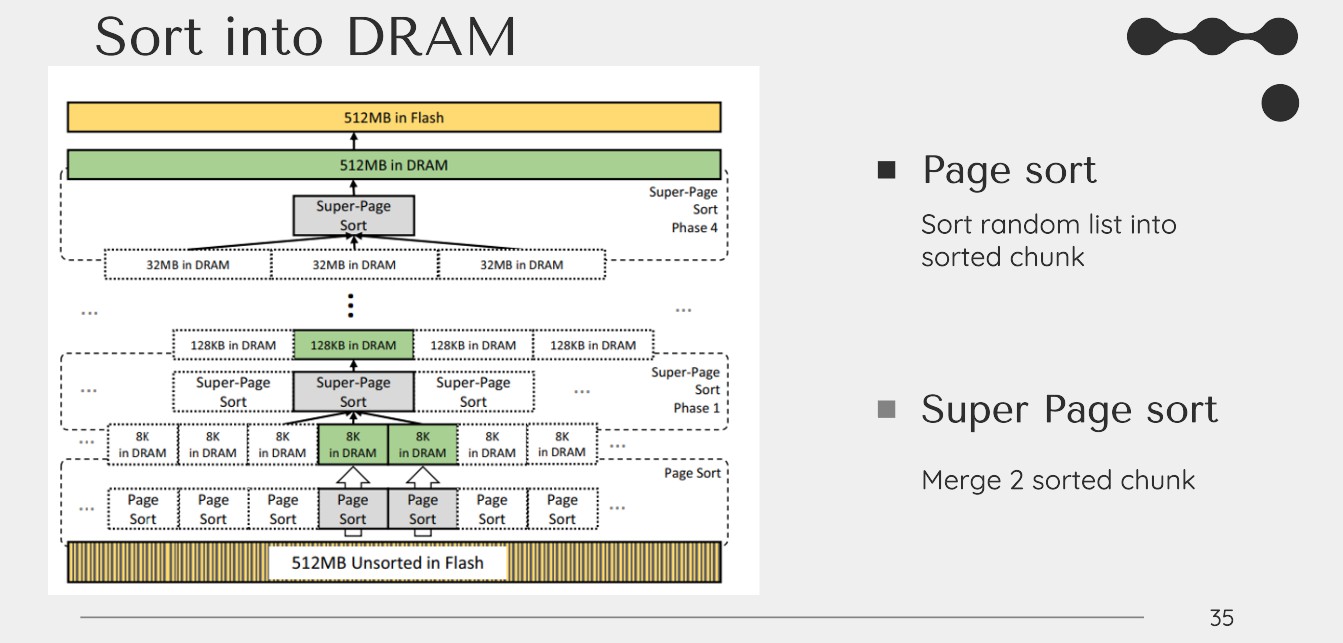 Sort into DRAM
512MB in Flash
512MB in DRAM
Super-Page
Sort
Phase 4
Super-Page
Sort
32MB in DRAM
32MB in DRAM
32MB in DRAM
...
...
128KB in DRAM
128KB in DRAM
128KB in DRAM
128KB in DRAM
...
Super-Page
Sort
Super-Page
Sort
Super-Page
Sort
...
Super-Page
Sort
Phase 1
...
8K
in DRAM
8K
in DRAM
8K
in DRAM
8K
in DRAM
8K
in DRAM
8K
in DRAM
8K
in DRAM
...
Page Sort
...
Page
Sort
Page
Sort
Page
Sort
Page
Sort
Page
Sort
Page
Sort
Page
Sort
...
512MB Unsorted in Flash
Page sort
Sort random list into
sorted chunk
Super Page sort
Merge 2 sorted chunk
35